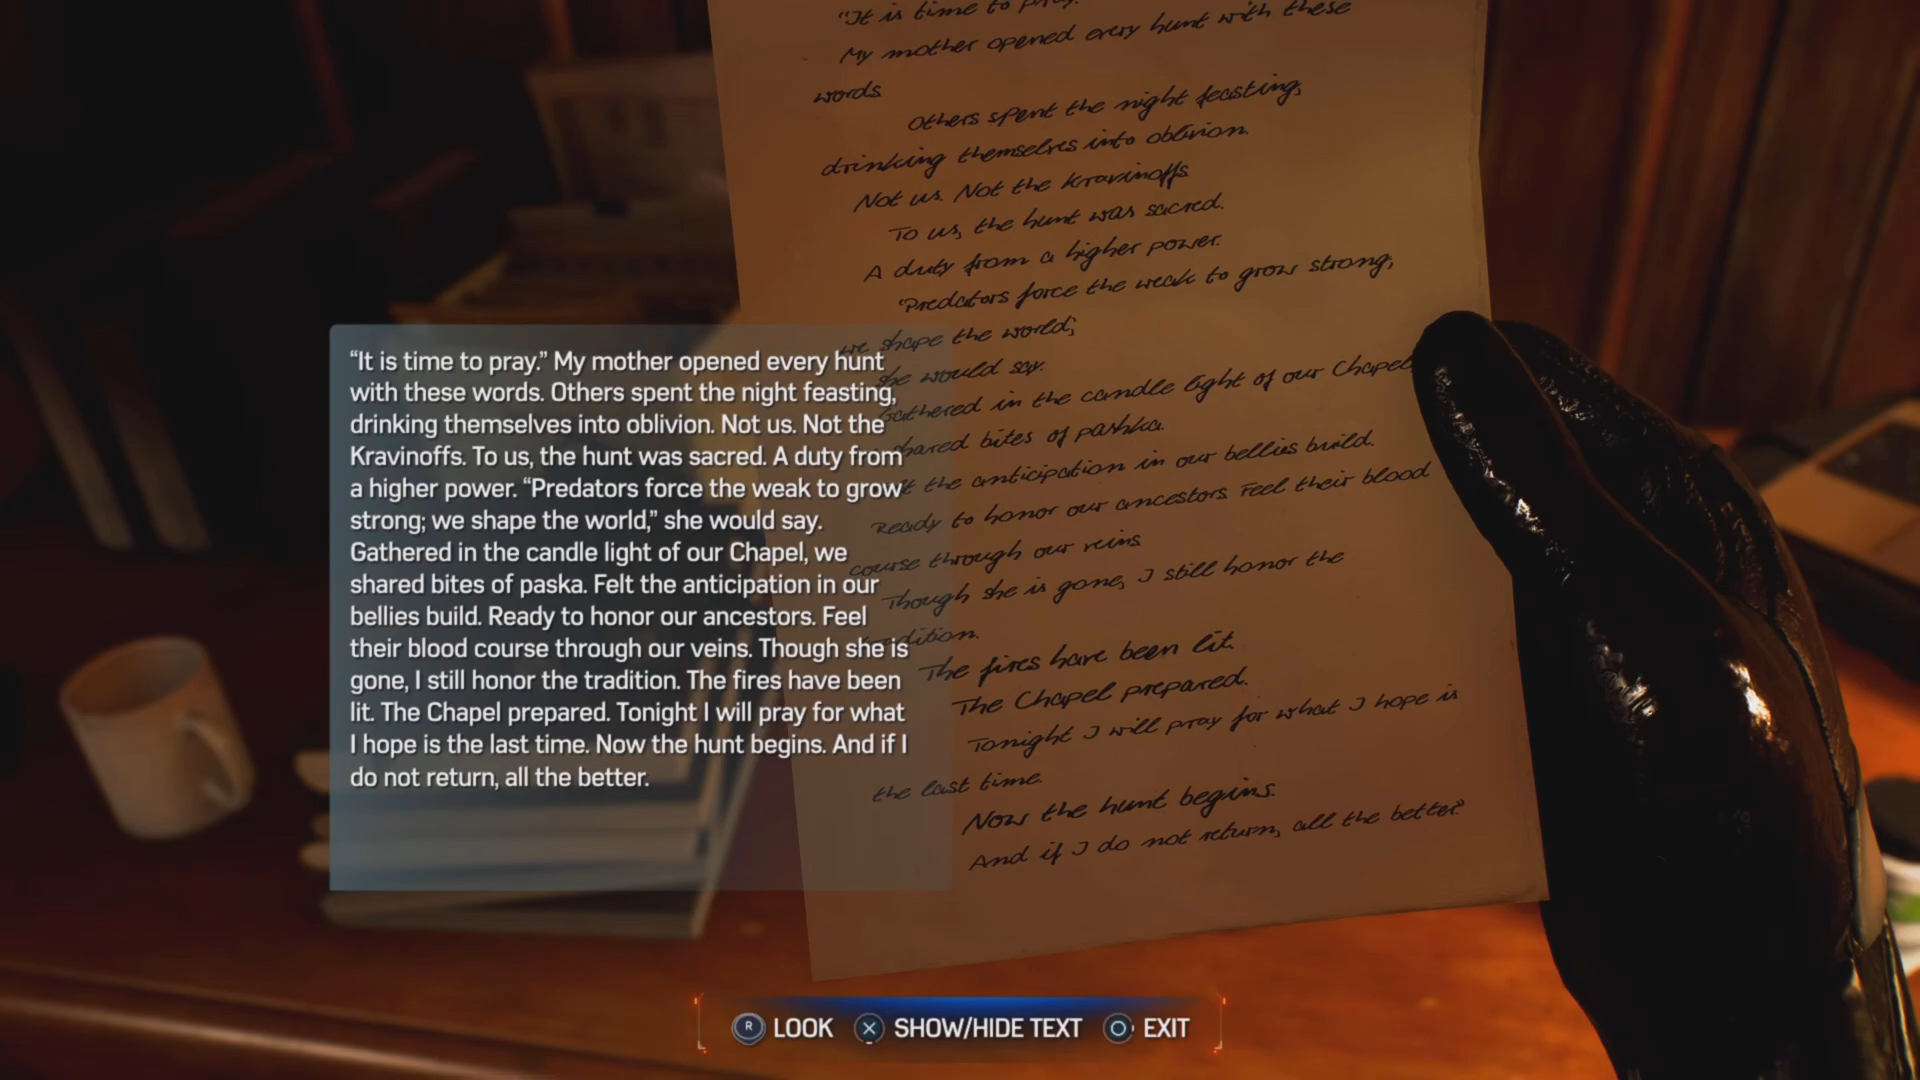 "It is time to pray."
My mother opened every hunt with these
words
Others spent the night feasting,
drinking themselves into oblivion.
Not us. Not the Kravinoffs
To us, the hunt was sacred.
A duty from a higher power.
"Predators force the weak to grow strong;
we shape the world,"
she would say.
Gathered in the candle light of our Chapel,
shared bites of pashka.
the anticipation in our bellies build.
Ready to honor our ancestors. Feel their blood
course through our veins
Though she is gone, I still honor the
tradition.
The fires have been lit.
The Chapel prepared.
Tonight I will pray for what I hope is
the last time.
Now the hunt begins.
And if I do not return, all the better."
"It is time to pray." My mother opened every hunt
with these words. Others spent the night feasting,
drinking themselves into oblivion. Not us. Not the
Kravinoffs. To us, the hunt was sacred. A duty from
a higher power. "Predators force the weak to grow
strong; we shape the world," she would say.
Gathered in the candle light of our Chapel, we
shared bites of paska. Felt the anticipation in our
bellies build. Ready to honor our ancestors. Feel
their blood course through our veins. Though she is
gone, I still honor the tradition. The fires have been
lit. The Chapel prepared. Tonight I will pray for what
I hope is the last time. Now the hunt begins. And if I
do not return, all the better.
R LOOK SHOW/HIDE TEXT EXIT